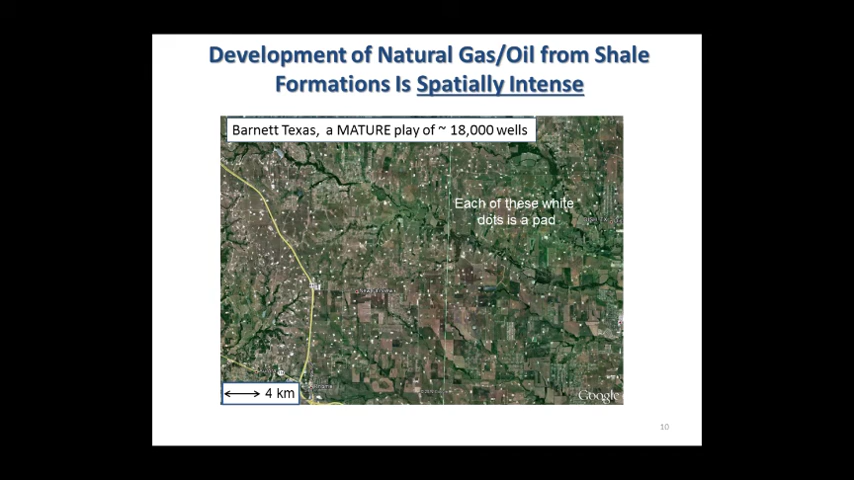 Development of Natural Gas/Oil from Shale
Formations Is Spatially Intense
Barnett Texas, a MATURE play of ~ 18,000 wells
Each of these white
dots is a pad
4 km
Google
10